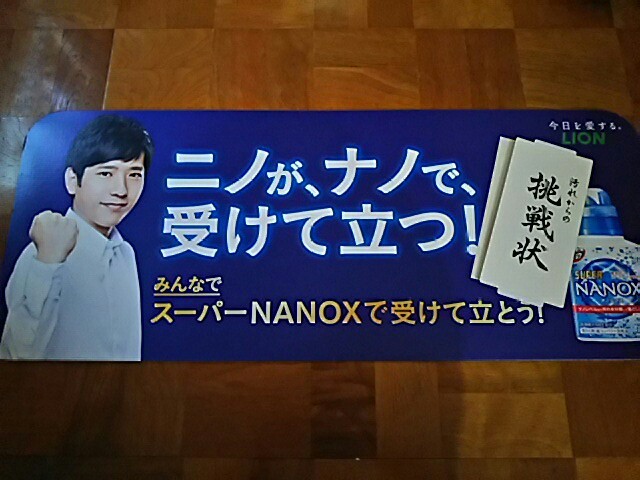 ニノが、ナノで、
受けて立つ!
みんなで
スーパーNANOXで受けて立とう!
汚れからの
挑戦状
今日を愛する。
LION
SUPER
NANOX